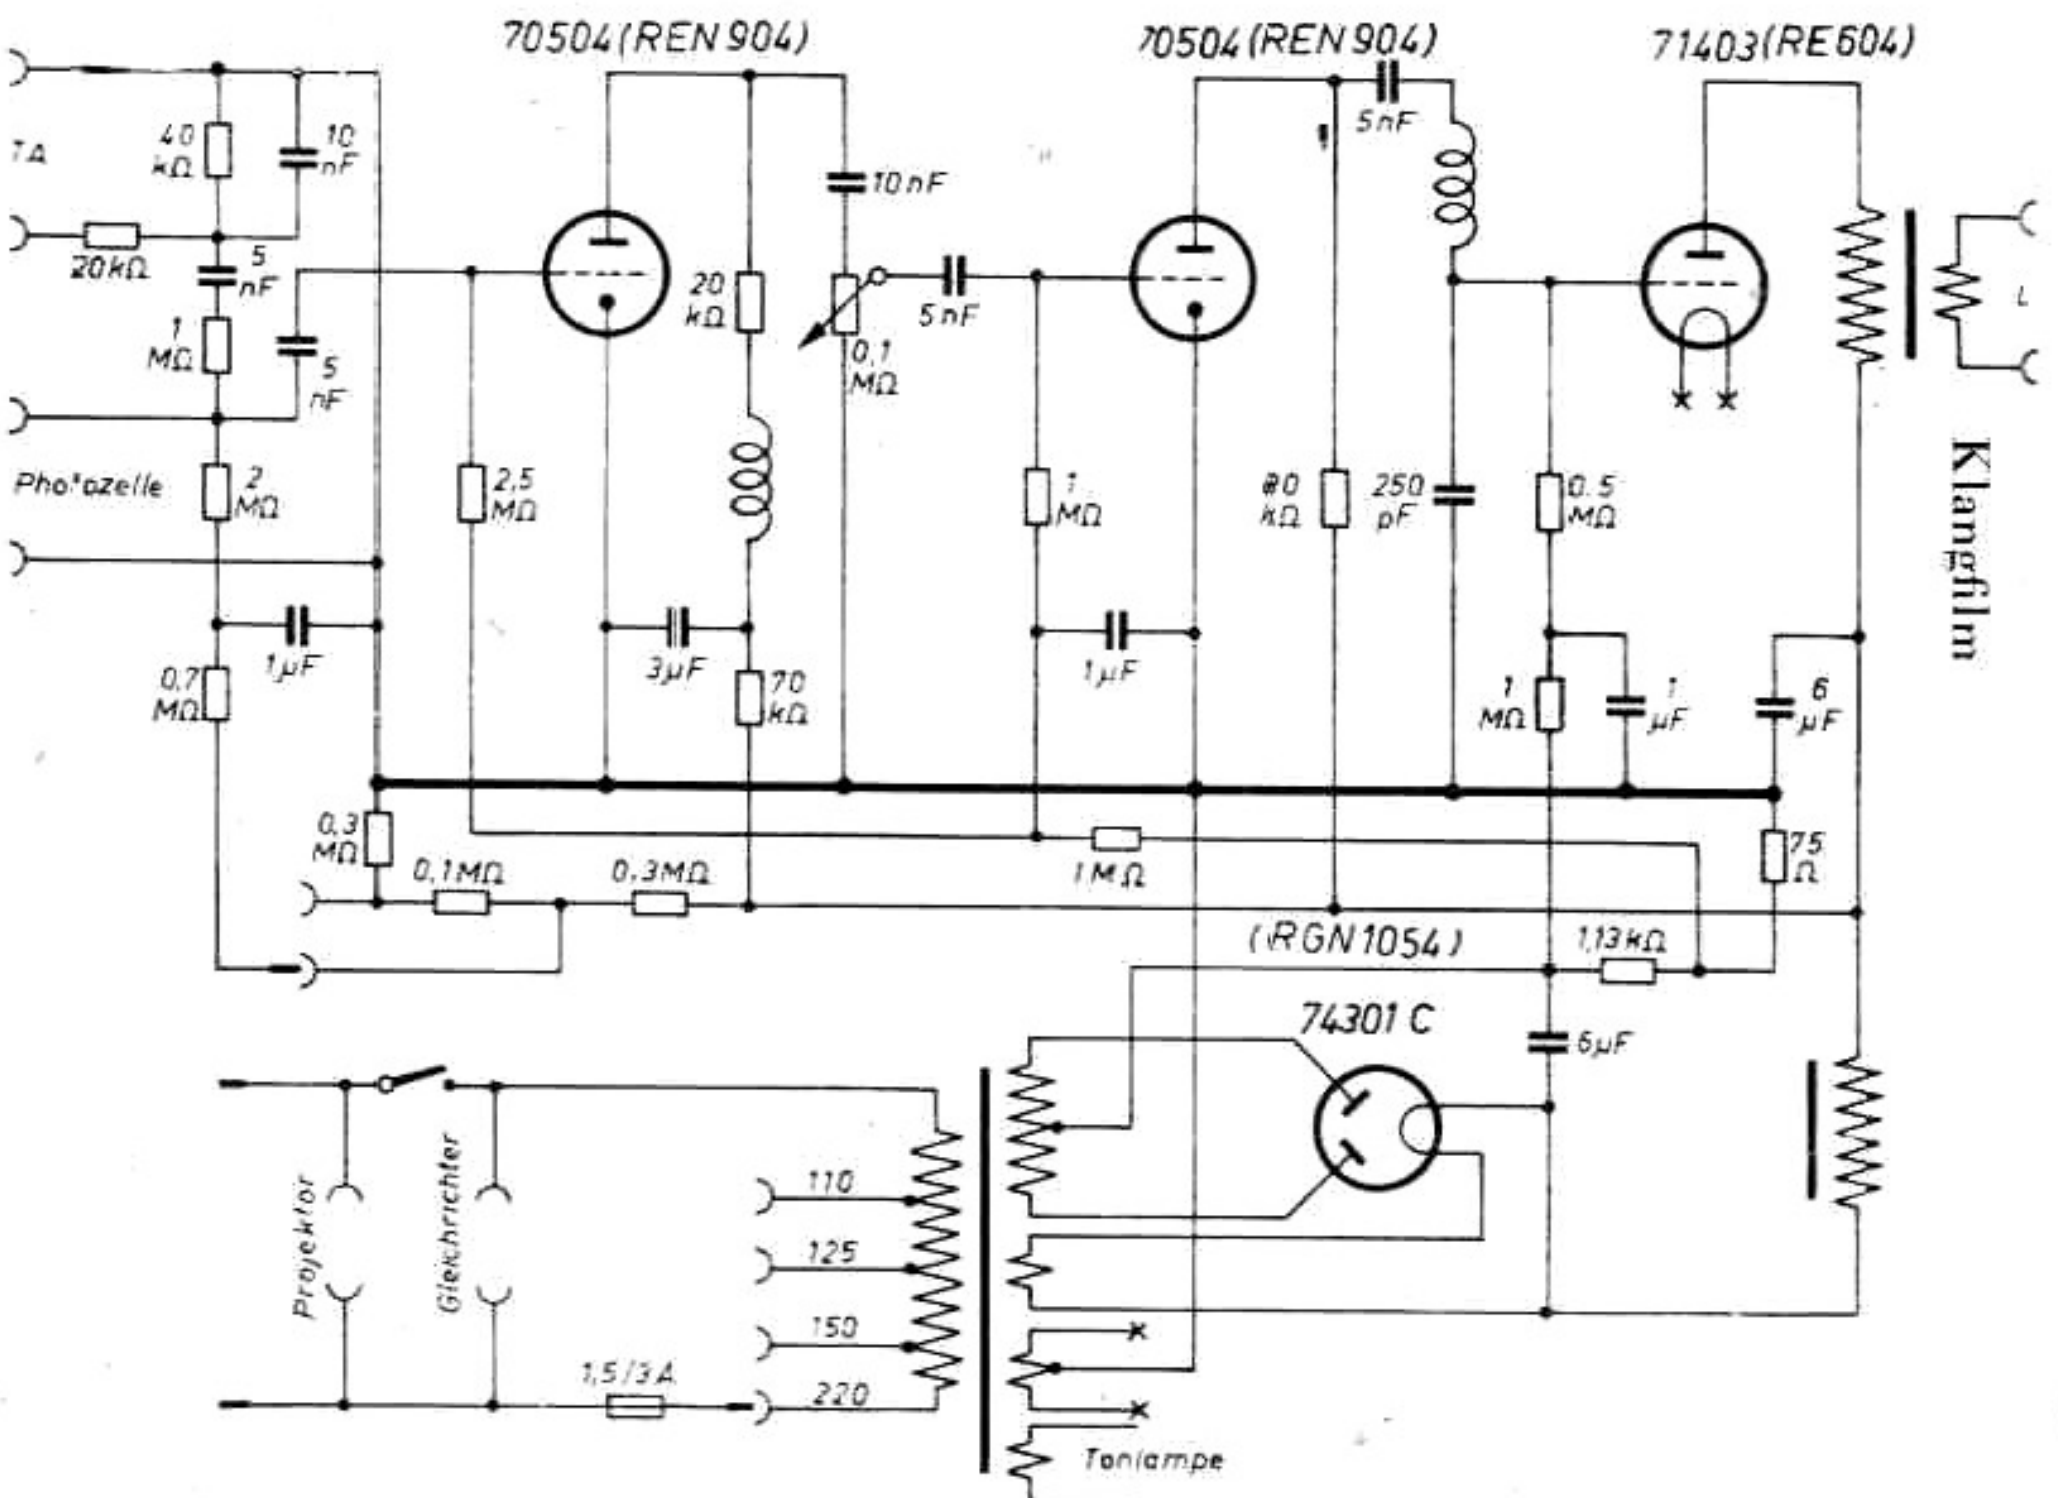 70504 (REN 904)
70504 (REN 904)
71403 (RE 604)
TA
40 kΩ
10 nF
5 nF
10 nF
20 kΩ
5 nF
20 kΩ
5 nF
0,1 MΩ
1 MΩ
5 nF
L
Klangfilm
Photozelle
2 MΩ
2,5 MΩ
1 MΩ
80 kΩ
250 pF
0.5 MΩ
1 µF
0,7 MΩ
3 µF
70 kΩ
1 µF
1 MΩ
1 µF
6 µF
0,3 MΩ
0,1 MΩ
0,3 MΩ
1 MΩ
75 Ω
(RGN 1054)
1,13 kΩ
74301 C
6 µF
Projektor
Gleichrichter
110
125
150
220
1,5/3 A
Tonlampe